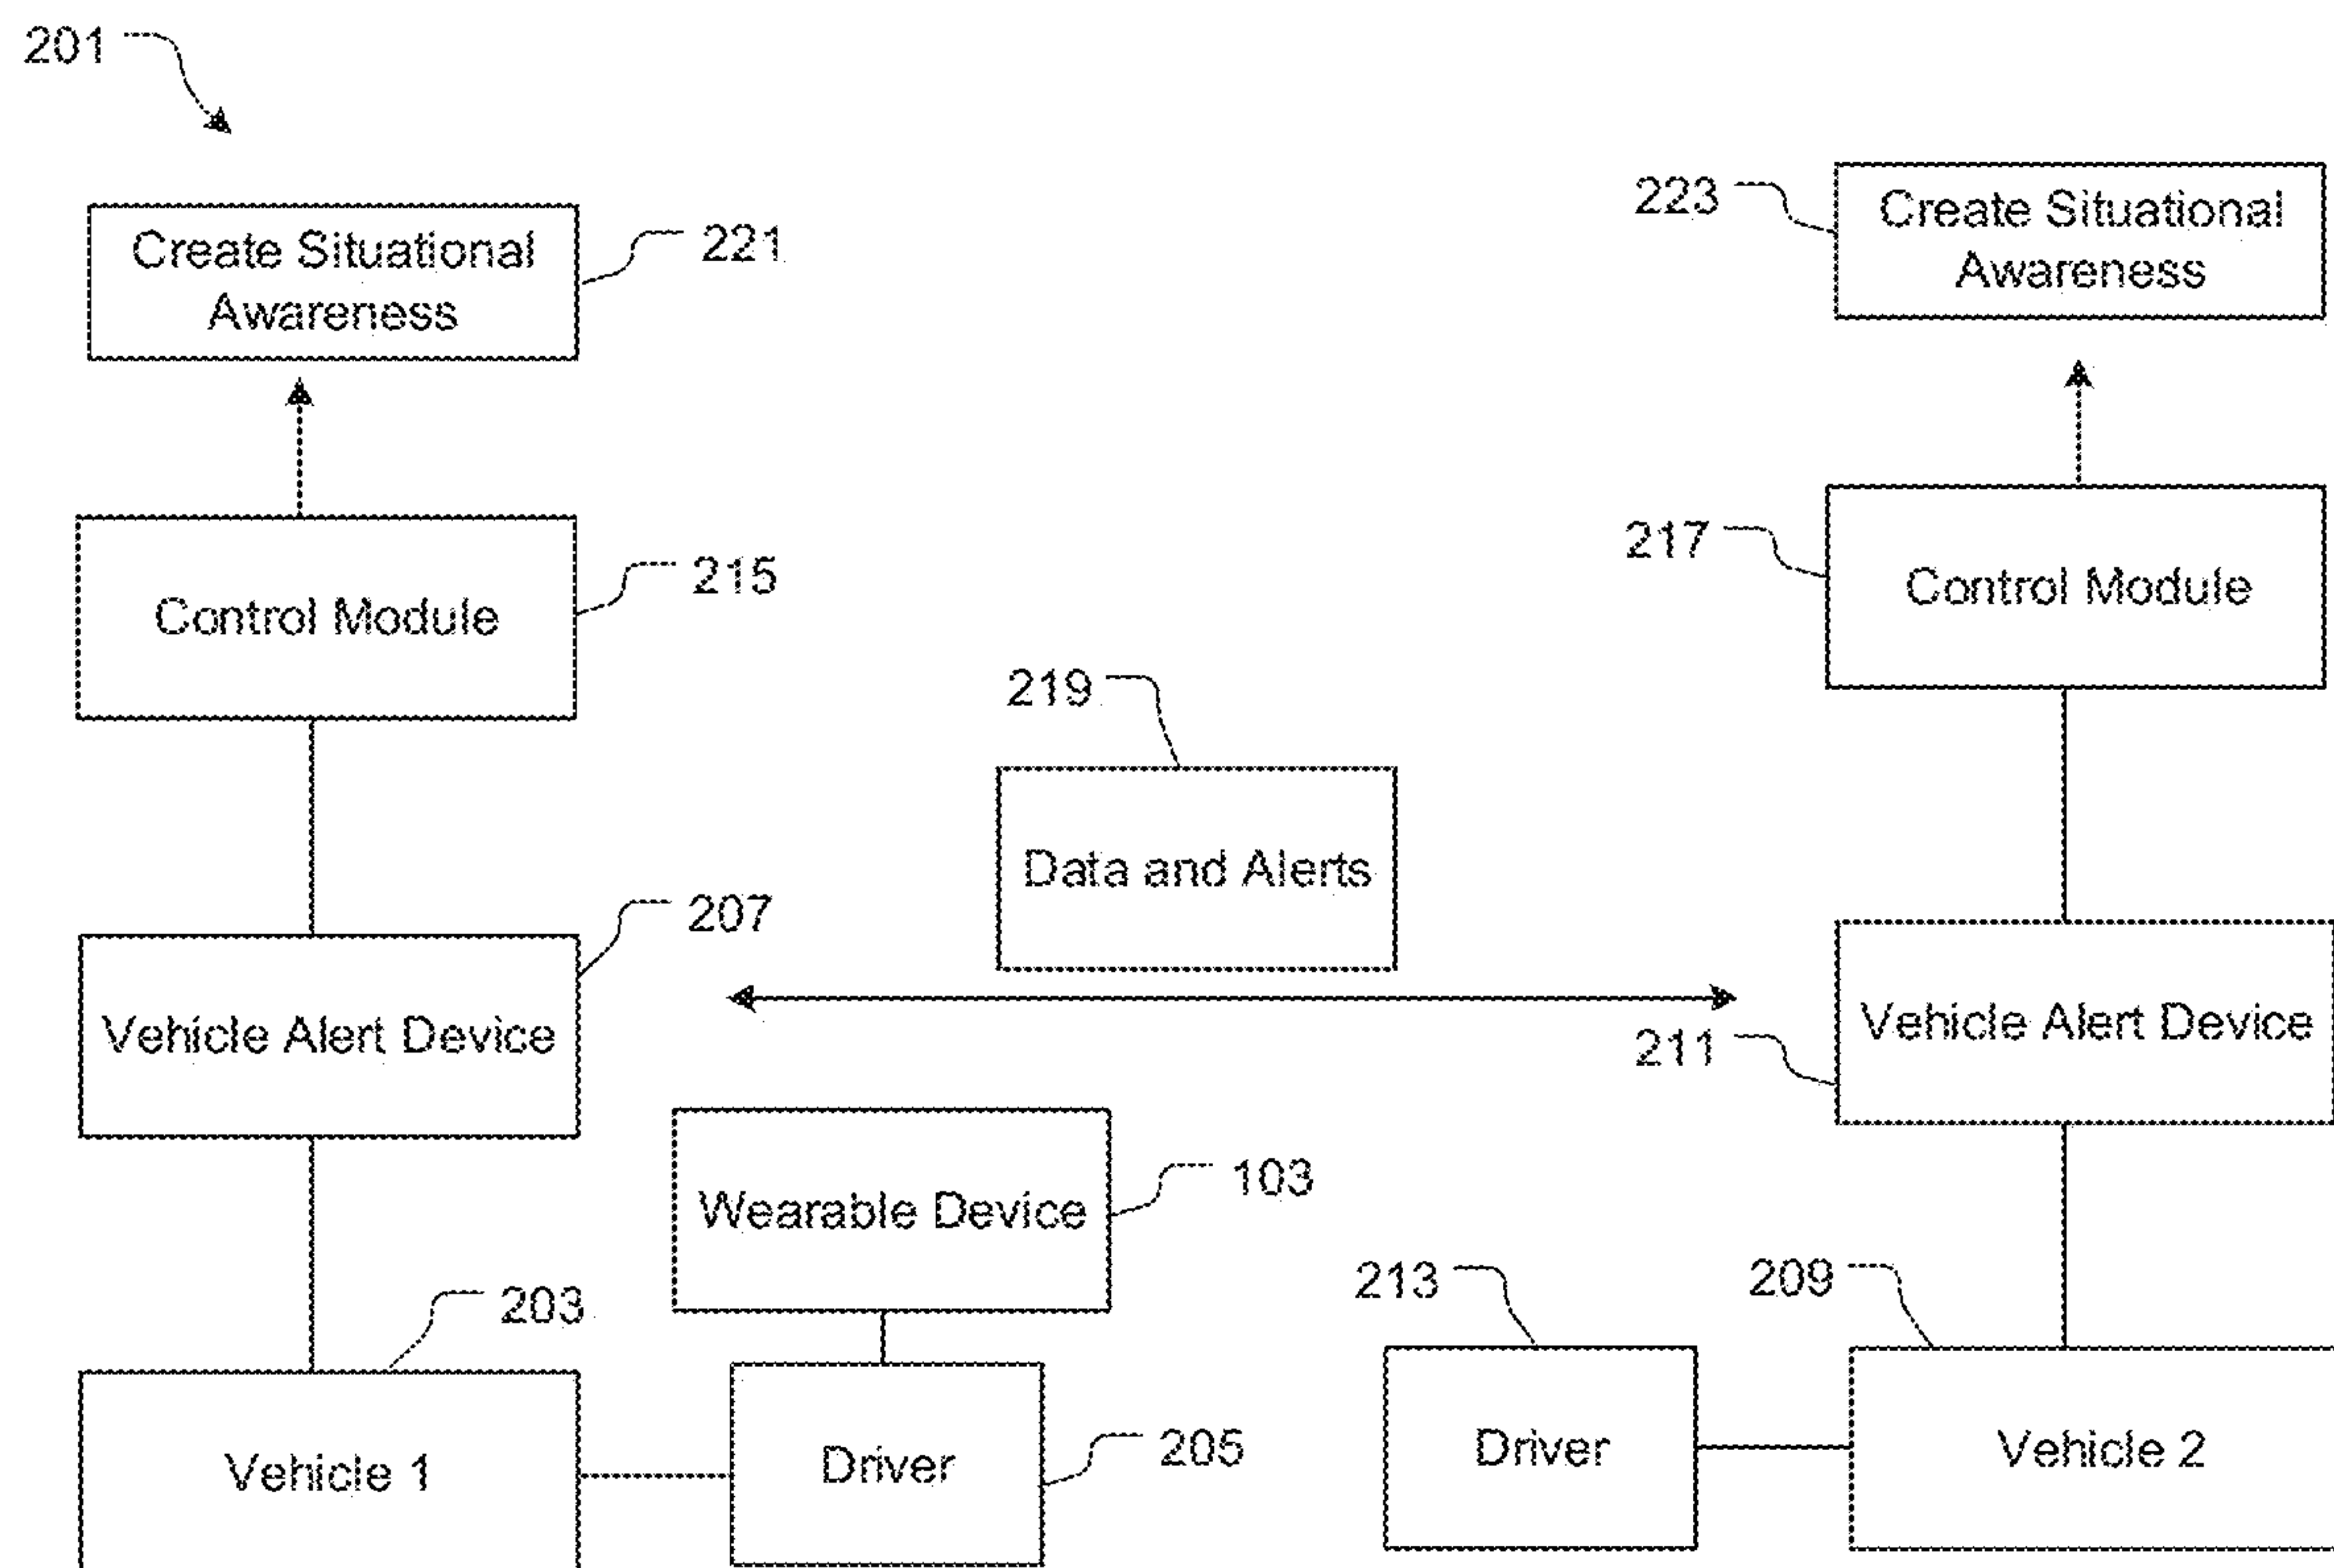 201
223
Create Situational
Awareness
221
Create Situational
Awareness
217
Control Module
215
Control Module
219
Data and Alerts
207
Vehicle Alert Device
211
Vehicle Alert Device
103
Wearable Device
203
213
209
Vehicle 1
Driver
205
Driver
Vehicle 2